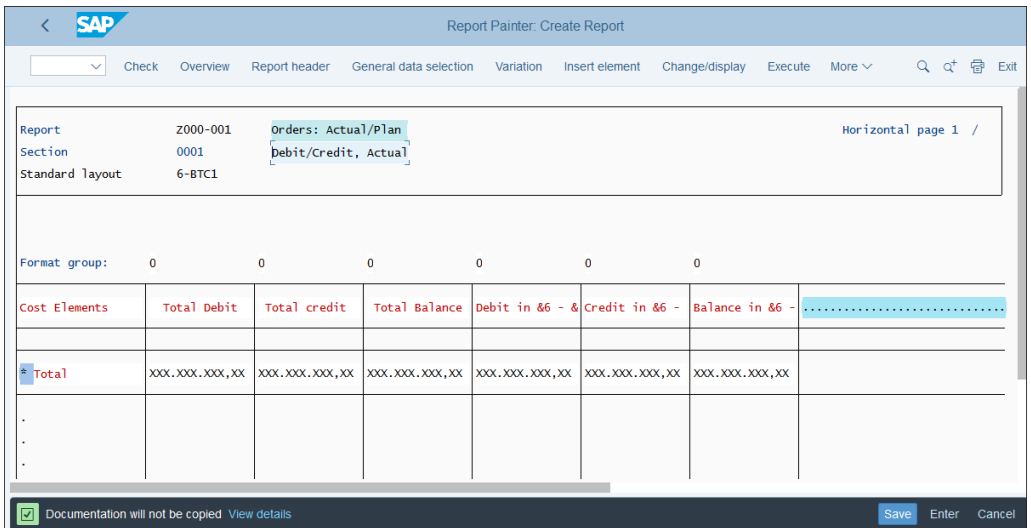 SAP Report Painter: Create Report
Check Overview Report header General data selection Variation Insert element Change/display Execute More Exit
Report Z000-001 Orders: Actual/Plan Horizontal page 1 /
Section 0001 Debit/Credit, Actual
Standard layout 6-BTC1
Format group: 0 0 0 0 0 0
Cost Elements Total Debit Total credit Total Balance Debit in &6 - & Credit in &6 - Balance in &6 - ............................
* Total XXX.XXX.XXX,XX XXX.XXX.XXX,XX XXX.XXX.XXX,XX XXX.XXX.XXX,XX XXX.XXX.XXX,XX XXX.XXX.XXX,XX
.
.
.
Documentation will not be copied View details Save Enter Cancel